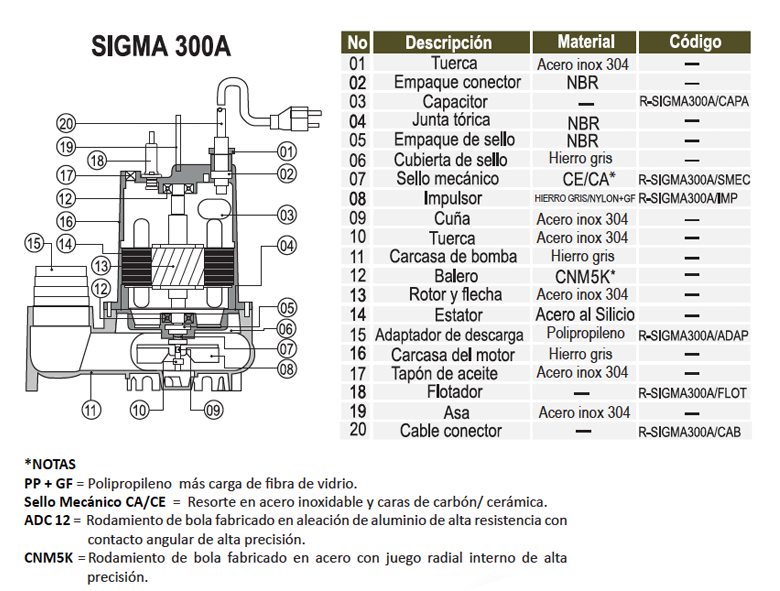 SIGMA 300A
No Descripción Material Código
01 Tuerca Acero inox 304 —
02 Empaque conector NBR —
03 Capacitor — R-SIGMA300A/CAPA
04 Junta tórica NBR —
05 Empaque de sello NBR —
06 Cubierta de sello Hierro gris —
07 Sello mecánico CE/CA* R-SIGMA300A/SMEC
08 Impulsor HIERRO GRIS/NYLON+GF R-SIGMA300A/IMP
09 Cuña Acero inox 304 —
10 Tuerca Acero inox 304 —
11 Carcasa de bomba Hierro gris —
12 Balero CNM5K* —
13 Rotor y flecha Acero inox 304 —
14 Estator Acero al Silicio —
15 Adaptador de descarga Polipropileno R-SIGMA300A/ADAP
16 Carcasa del motor Hierro gris —
17 Tapón de aceite Acero inox 304 —
18 Flotador — R-SIGMA300A/FLOT
19 Asa Acero inox 304 —
20 Cable conector — R-SIGMA300A/CAB
20
19
18
17
12
16
15
14
13
12
11
10
09
01
02
03
04
05
06
07
08
*NOTAS
PP + GF = Polipropileno más carga de fibra de vidrio.
Sello Mecánico CA/CE = Resorte en acero inoxidable y caras de carbón/ cerámica.
ADC 12 = Rodamiento de bola fabricado en aleación de aluminio de alta resistencia con
contacto angular de alta precisión.
CNM5K = Rodamiento de bola fabricado en acero con juego radial interno de alta
precisión.